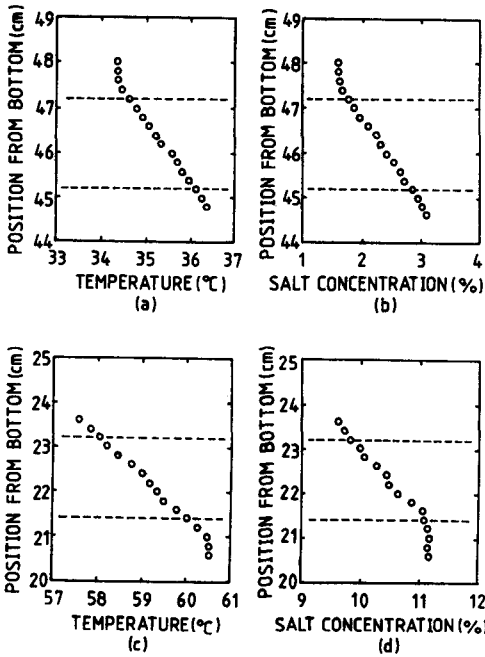 49
48
47
46
45
44
POSITION FROM BOTTOM(cm)
33 34 35 36 37
TEMPERATURE(°C)
(a)
49
48
47
46
45
44
POSITION FROM BOTTOM(cm)
1 2 3 4
SALT CONCENTRATION(%)
(b)
25
24
23
22
21
20
POSITION FROM BOTTOM(cm)
57 58 59 60 61
TEMPERATURE(°C)
(c)
25
24
23
22
21
20
POSITION FROM BOTTOM(cm)
9 10 11 12
SALT CONCENTRATION(%)
(d)